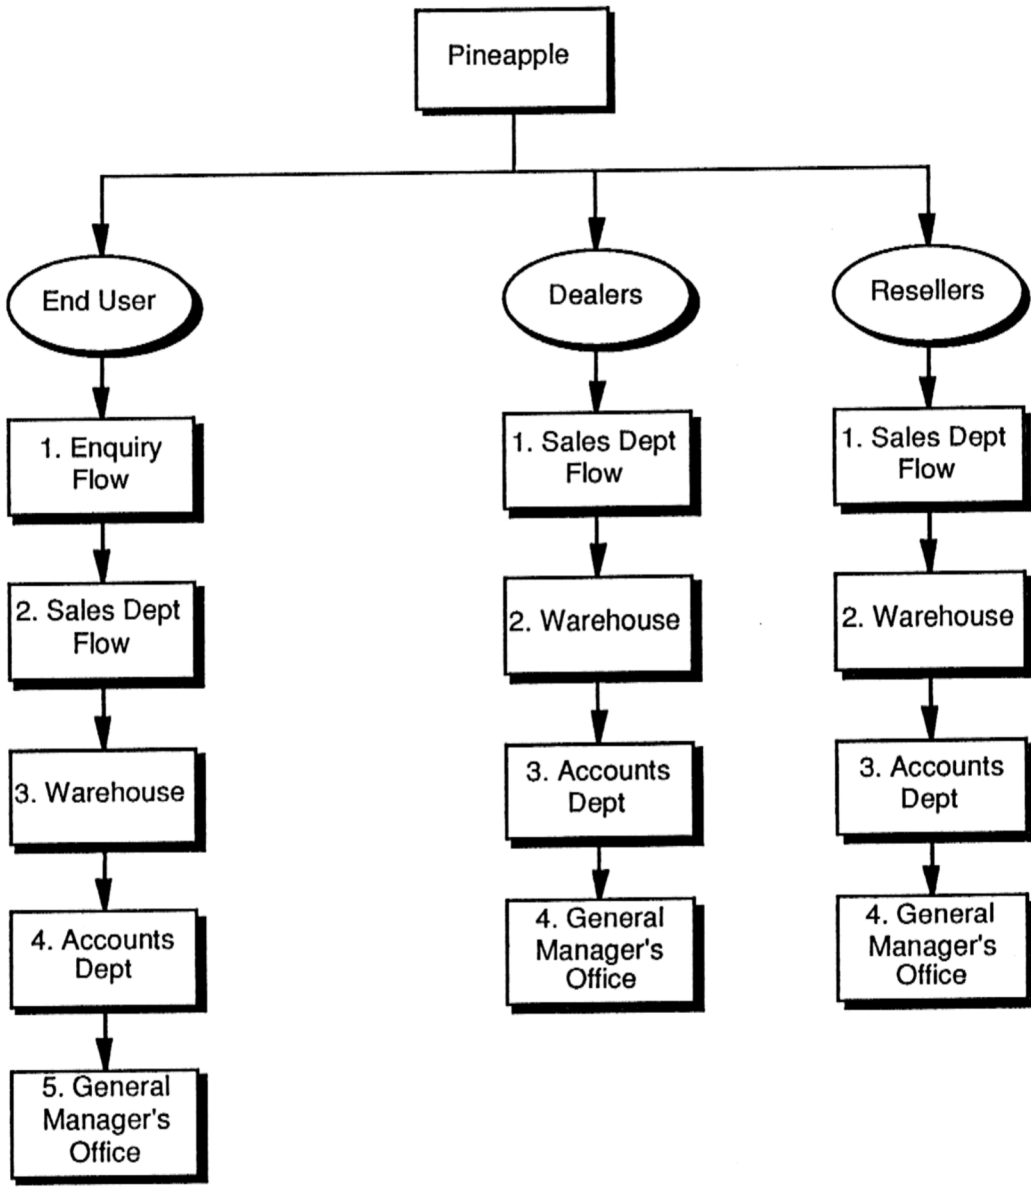 Pineapple
End User
Dealers
Resellers
1. Enquiry
Flow
2. Sales Dept
Flow
3. Warehouse
4. Accounts
Dept
5. General
Manager's
Office
1. Sales Dept
Flow
2. Warehouse
3. Accounts
Dept
4. General
Manager's
Office
1. Sales Dept
Flow
2. Warehouse
3. Accounts
Dept
4. General
Manager's
Office